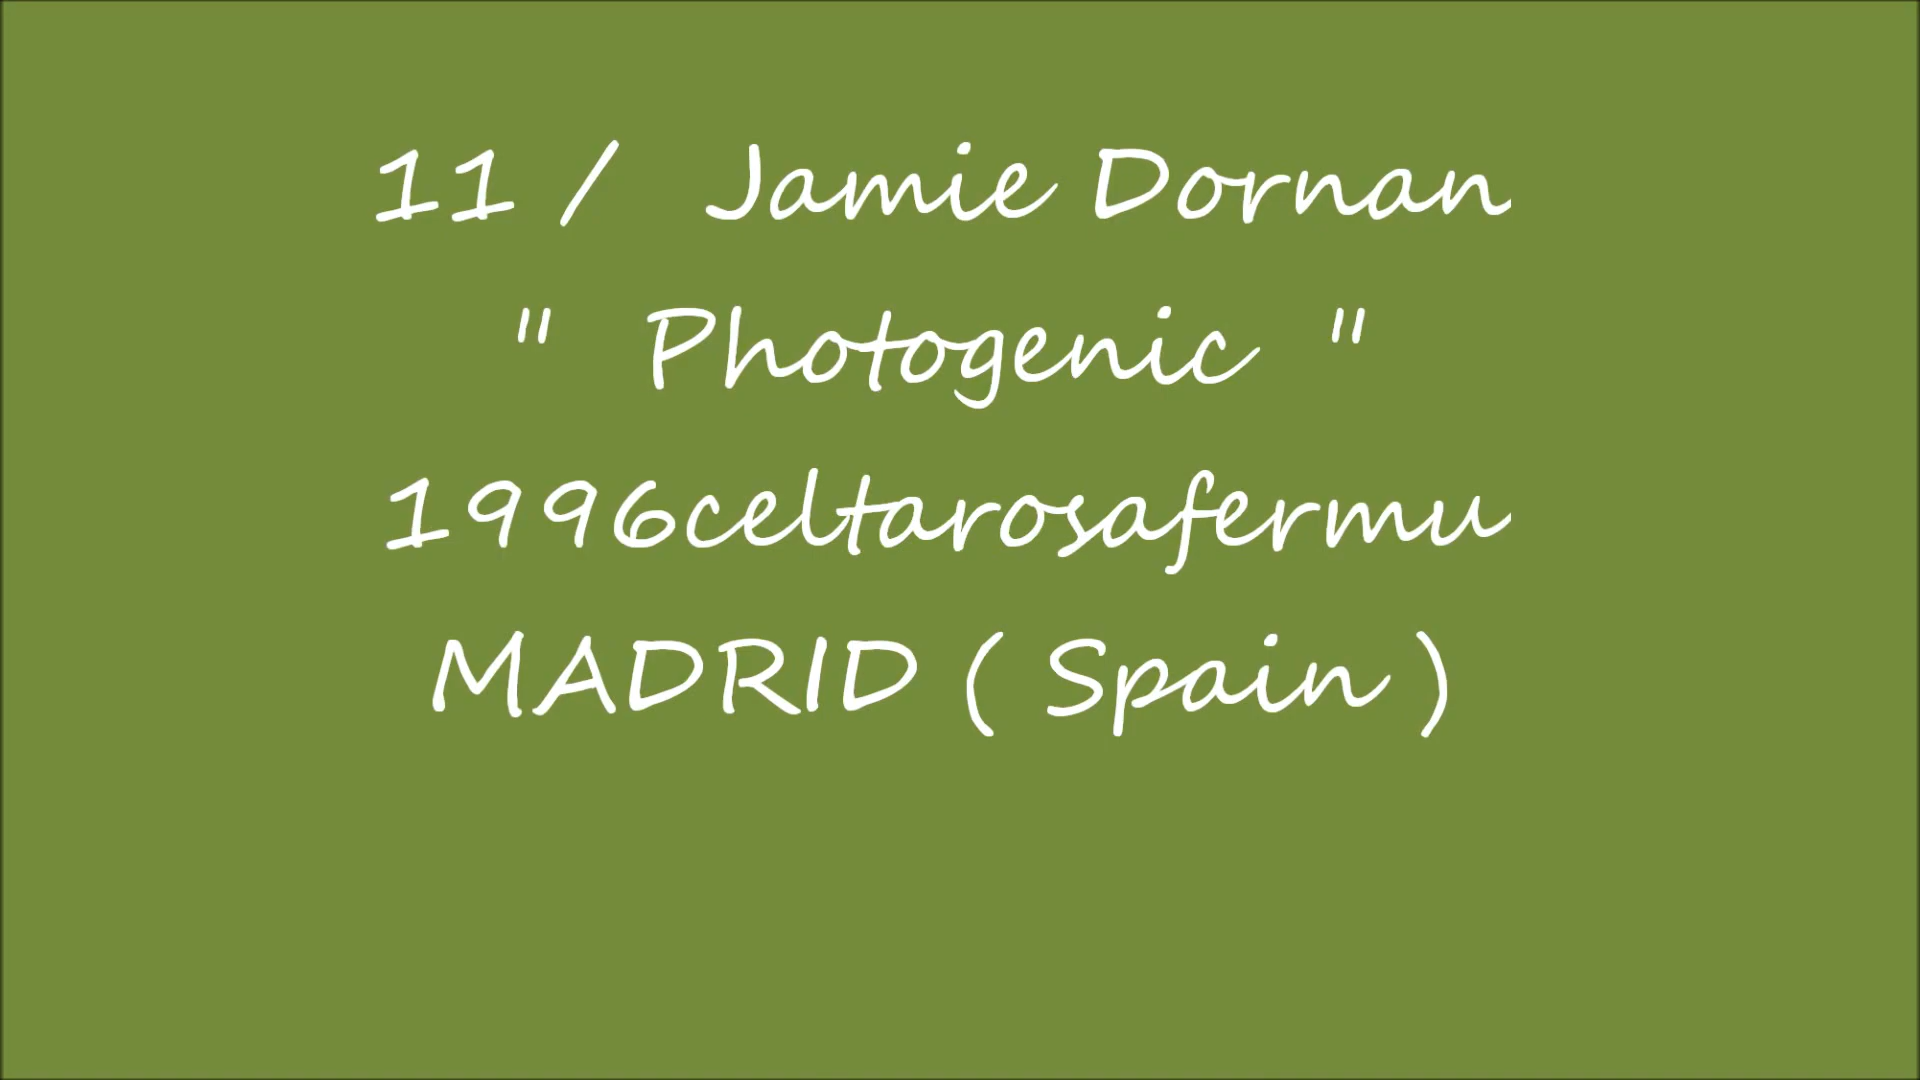 11 / Jamie Dornan
" Photogenic "
1996celtarosafermu
MADRID ( Spain )